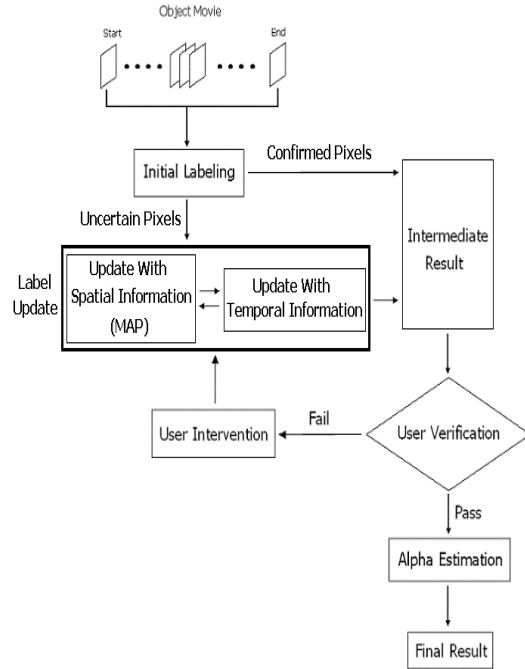 Object Movie
Start
End
Initial Labeling
Confirmed Pixels
Uncertain Pixels
Label
Update
Update With
Spatial Information
(MAP)
Update With
Temporal Information
Intermediate
Result
User Intervention
Fail
User Verification
Pass
Alpha Estimation
Final Result